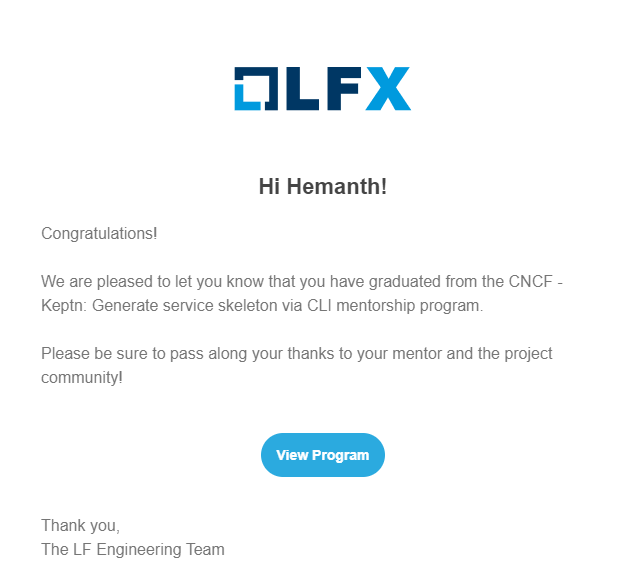 LFX
Hi Hemanth!
Congratulations!
We are pleased to let you know that you have graduated from the CNCF -
Keptn: Generate service skeleton via CLI mentorship program.
Please be sure to pass along your thanks to your mentor and the project
community!
View Program
Thank you,
The LF Engineering Team